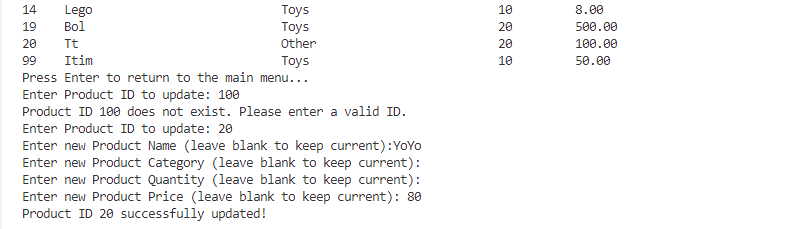 14 Lego Toys 10 8.00
19 Bol Toys 20 500.00
20 Tt Other 20 100.00
99 Itim Toys 10 50.00
Press Enter to return to the main menu...
Enter Product ID to update: 100
Product ID 100 does not exist. Please enter a valid ID.
Enter Product ID to update: 20
Enter new Product Name (leave blank to keep current):YoYo
Enter new Product Category (leave blank to keep current):
Enter new Product Quantity (leave blank to keep current):
Enter new Product Price (leave blank to keep current): 80
Product ID 20 successfully updated!